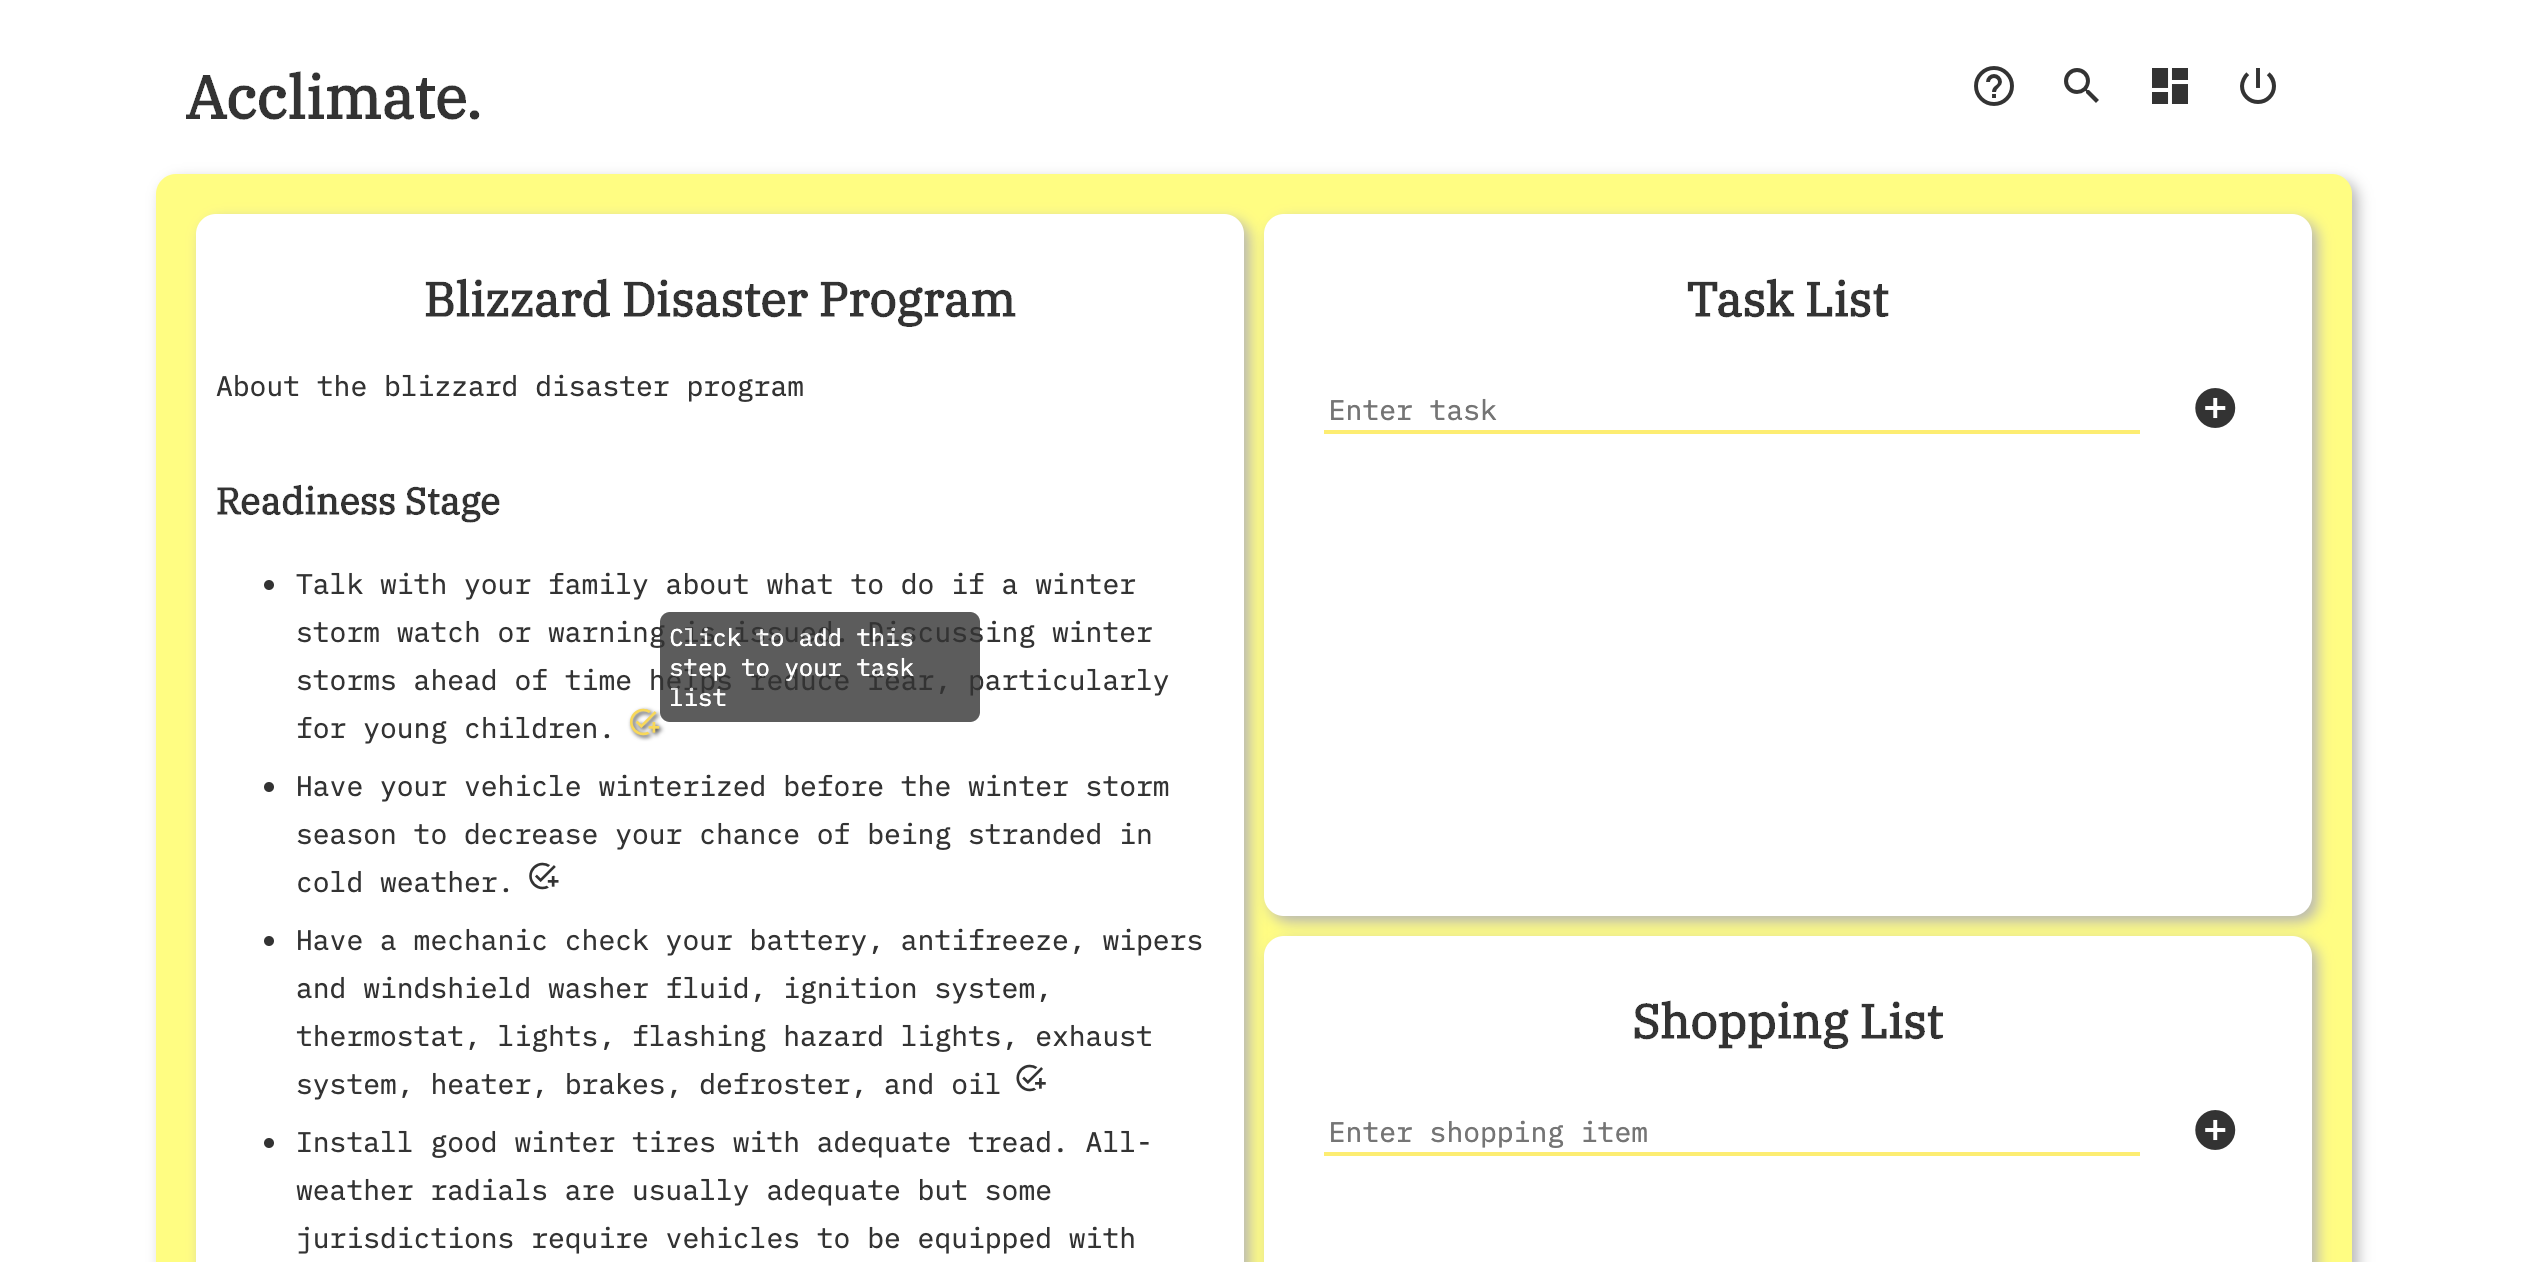 Acclimate.
Blizzard Disaster Program
About the blizzard disaster program
Readiness Stage
Talk with your family about what to do if a winter
storm watch or warning is issued. Discussing winter
storms ahead of time helps reduce fear, particularly
for young children.
Click to add this
step to your task
list
Have your vehicle winterized before the winter storm
season to decrease your chance of being stranded in
cold weather.
Have a mechanic check your battery, antifreeze, wipers
and windshield washer fluid, ignition system,
thermostat, lights, flashing hazard lights, exhaust
system, heater, brakes, defroster, and oil
Install good winter tires with adequate tread. All-
weather radials are usually adequate but some
jurisdictions require vehicles to be equipped with
Task List
Enter task
Shopping List
Enter shopping item